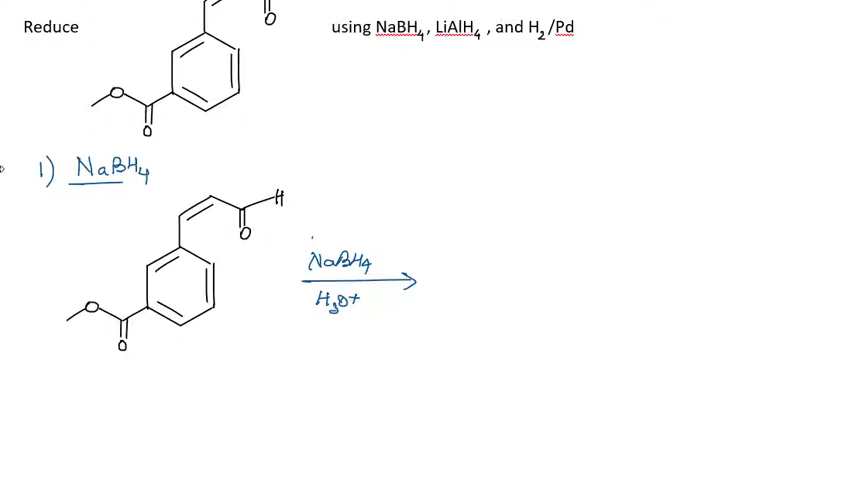 Reduce using NaBH4, LiAlH4, and H2/Pd
O
O
O
1) NaBH4
H
O
NaBH4
H3O+
O
O